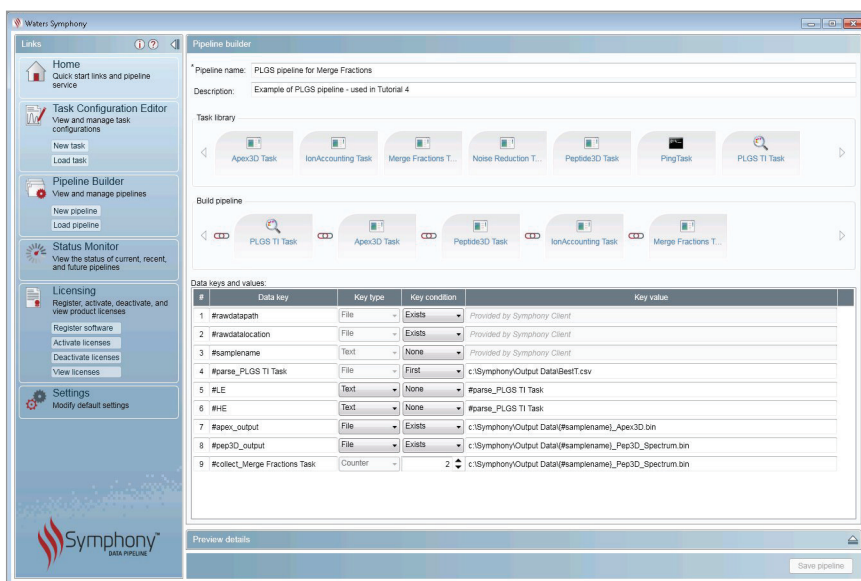 Waters Symphony
Links
Home
Quick start links and pipeline
service
Task Configuration Editor
View and manage task
configurations
New task
Load task
Pipeline Builder
View and manage pipelines
New pipeline
Load pipeline
Status Monitor
View the status of current, recent,
and future pipelines
Licensing
Register, activate, deactivate, and
view product licenses
Register software
Activate licenses
Deactivate licenses
View licenses
Settings
Modify default settings
Symphony™
DATA PIPELINE
Pipeline builder
*Pipeline name: PLGS pipeline for Merge Fractions
Description: Example of PLGS pipeline - used in Tutorial 4
Task library
Apex3D Task IonAccounting Task Merge Fractions T... Noise Reduction T... Peptide3D Task PingTask PLGS TI Task
Build pipeline
PLGS TI Task Apex3D Task Peptide3D Task IonAccounting Task Merge Fractions T...
Data keys and values:
# Data key Key type Key condition Key value
1 #rawdatapath File Exists Provided by Symphony Client
2 #rawdatalocation File Exists Provided by Symphony Client
3 #samplename Text None Provided by Symphony Client
4 #parse_PLGS TI Task File First c:\Symphony\Output Data\BestT.csv
5 #LE Text None #parse_PLGS TI Task
6 #HE Text None #parse_PLGS TI Task
7 #apex_output File Exists c:\Symphony\Output Data\{#samplename}_Apex3D.bin
8 #pep3D_output File Exists c:\Symphony\Output Data\{#samplename}_Pep3D_Spectrum.bin
9 #collect_Merge Fractions Task Counter 2 c:\Symphony\Output Data\{#samplename}_Pep3D_Spectrum.bin
Preview details
Save pipeline